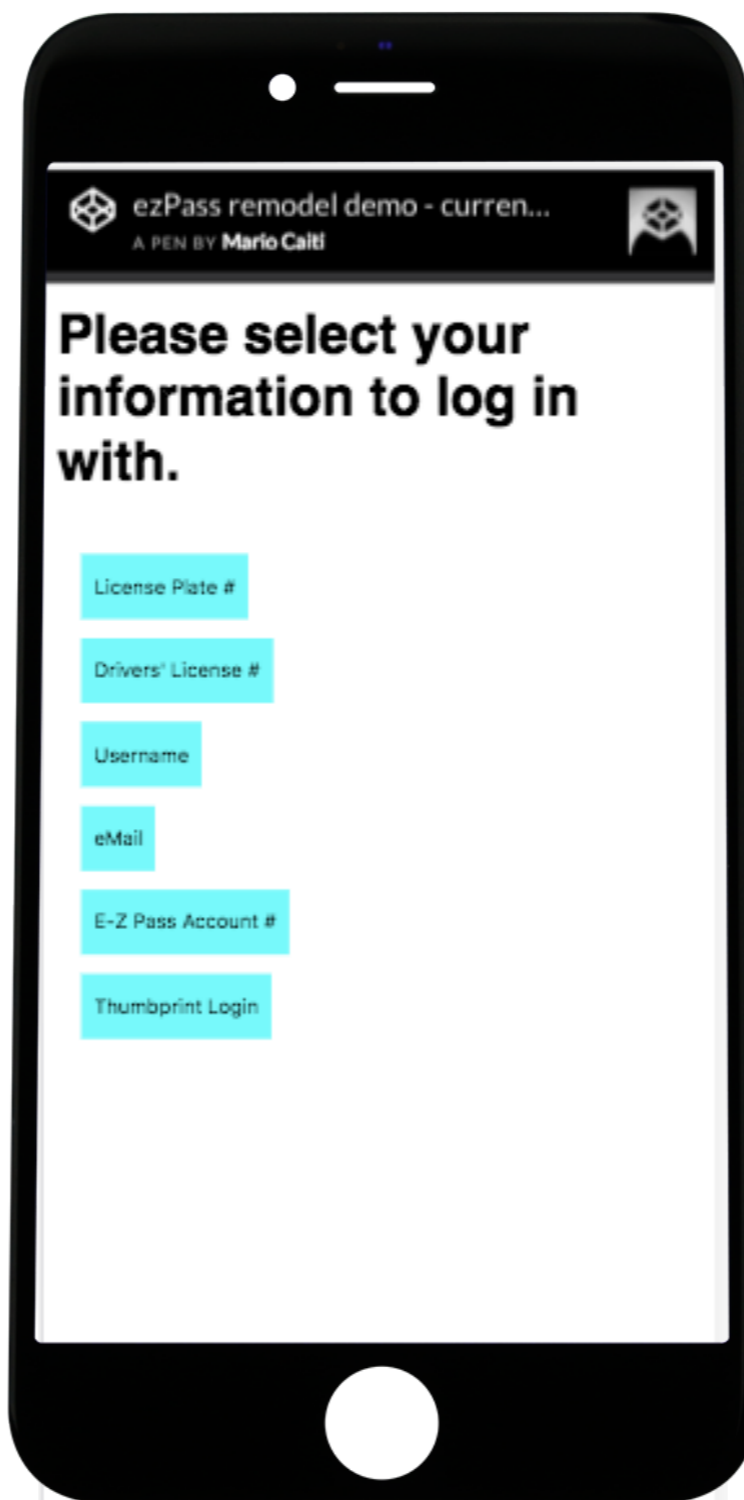 ezPass remodel demo - curren...
A PEN BY Mario Caiti
Please select your
information to log in
with.
License Plate #
Drivers' License #
Username
eMail
E-Z Pass Account #
Thumbprint Login